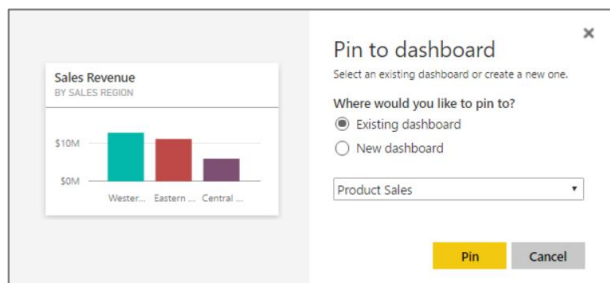 Sales Revenue
BY SALES REGION
$10M
$0M
Wester... Eastern ... Central ...
Pin to dashboard
Select an existing dashboard or create a new one.
Where would you like to pin to?
Existing dashboard
New dashboard
Product Sales
Pin Cancel